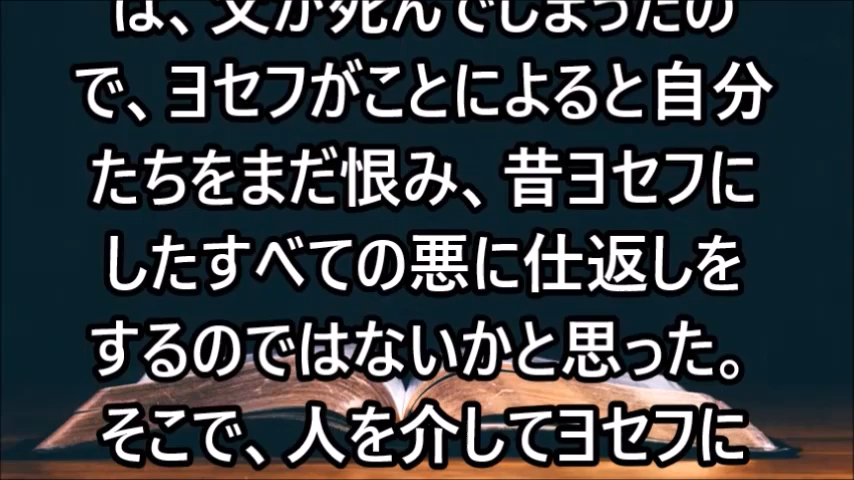 は、父が死んでしまったの
で、ヨセフがことによると自分
たちをまだ恨み、昔ヨセフに
したすべての悪に仕返しを
するのではないかと思った。
そこで、人を介してヨセフに